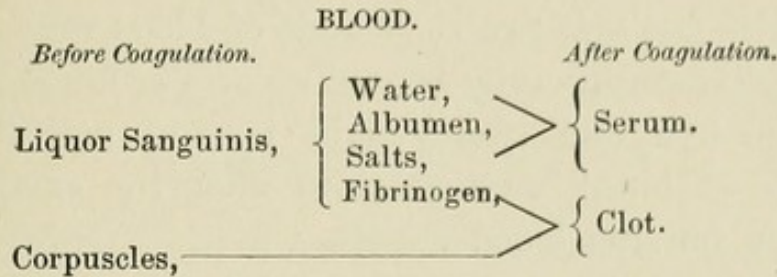 BLOOD.
Before Coagulation. After Coagulation.
Water,
Albumen,
Liquor Sanguinis, Serum.
Salts,
Fibrinogen,
Clot.
Corpuscles,